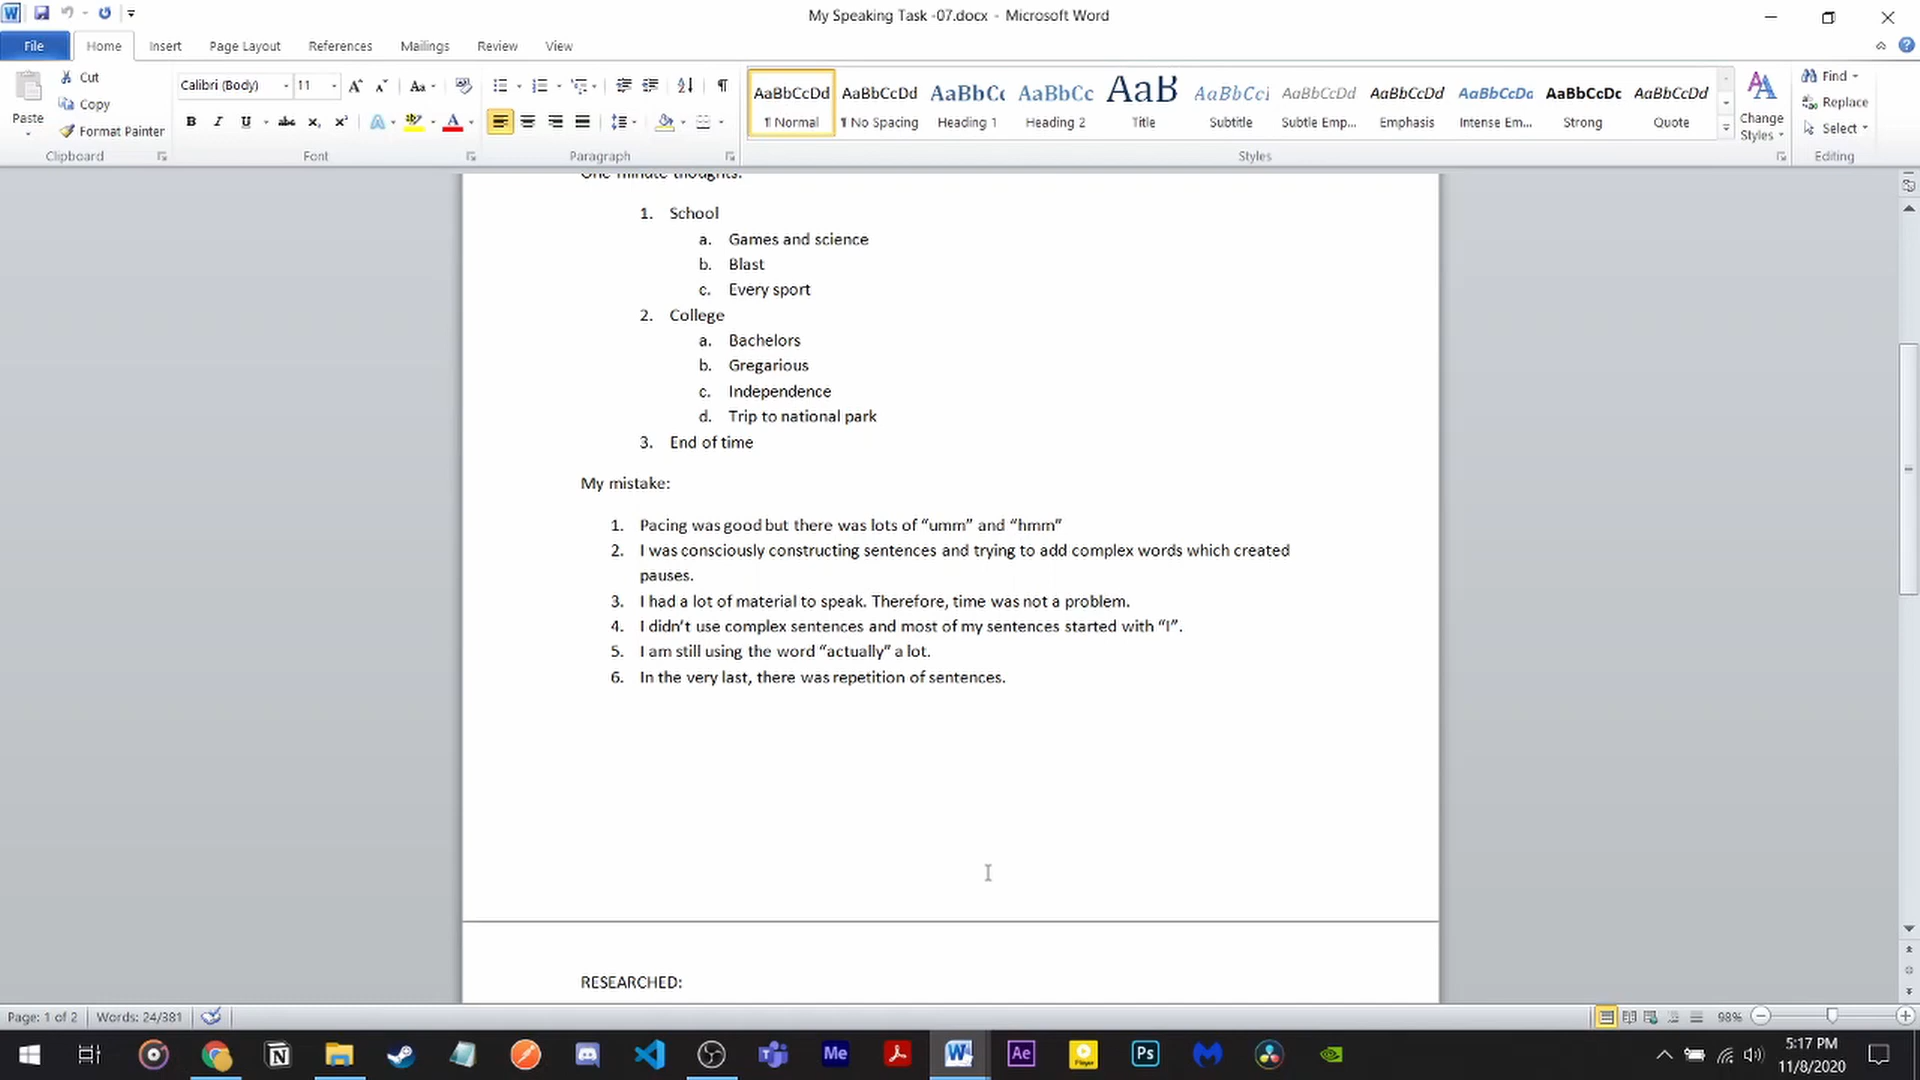 My Speaking Task -07.docx - Microsoft Word
File Home Insert Page Layout References Mailings Review View
Paste
Cut
Copy
Format Painter
Clipboard
Calibri (Body) 11
Font
Paragraph
AaBbCcDd AaBbCcDd AaBbC AaBbCc AaB AaBbCcI AaBbCcDd AaBbCcDd AaBbCcDd AaBbCcDc AaBbCcDd
¶ Normal ¶ No Spacing Heading 1 Heading 2 Title Subtitle Subtle Emp... Emphasis Intense Em... Strong Quote
Styles
Change Styles
Find
Replace
Select
Editing
One minute thoughts:
1. School
a. Games and science
b. Blast
c. Every sport
2. College
a. Bachelors
b. Gregarious
c. Independence
d. Trip to national park
3. End of time
My mistake:
1. Pacing was good but there was lots of “umm” and “hmm”
2. I was consciously constructing sentences and trying to add complex words which created
pauses.
3. I had a lot of material to speak. Therefore, time was not a problem.
4. I didn’t use complex sentences and most of my sentences started with “I”.
5. I am still using the word “actually” a lot.
6. In the very last, there was repetition of sentences.
RESEARCHED:
Page: 1 of 2 Words: 24/381
98%
5:17 PM
11/8/2020